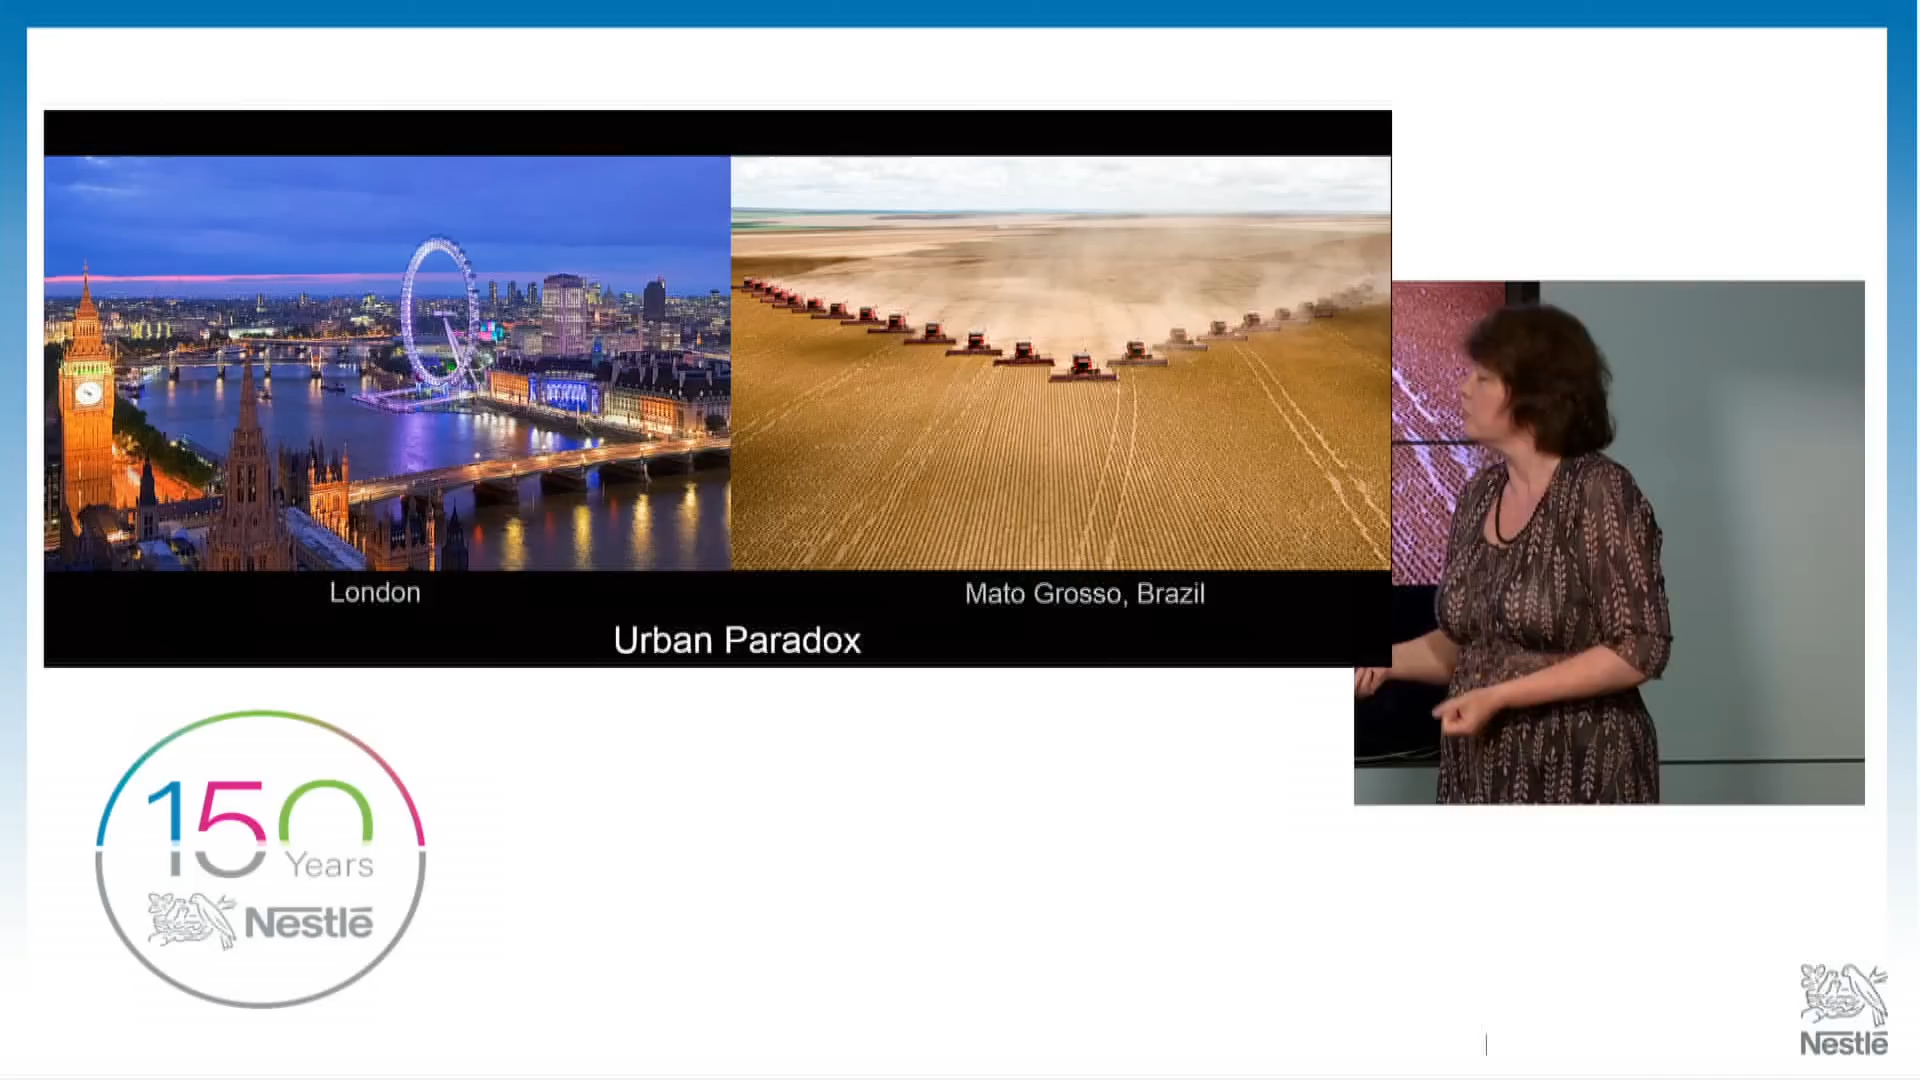 London
Mato Grosso, Brazil
Urban Paradox
150
Years
Nestlé
Nestlé